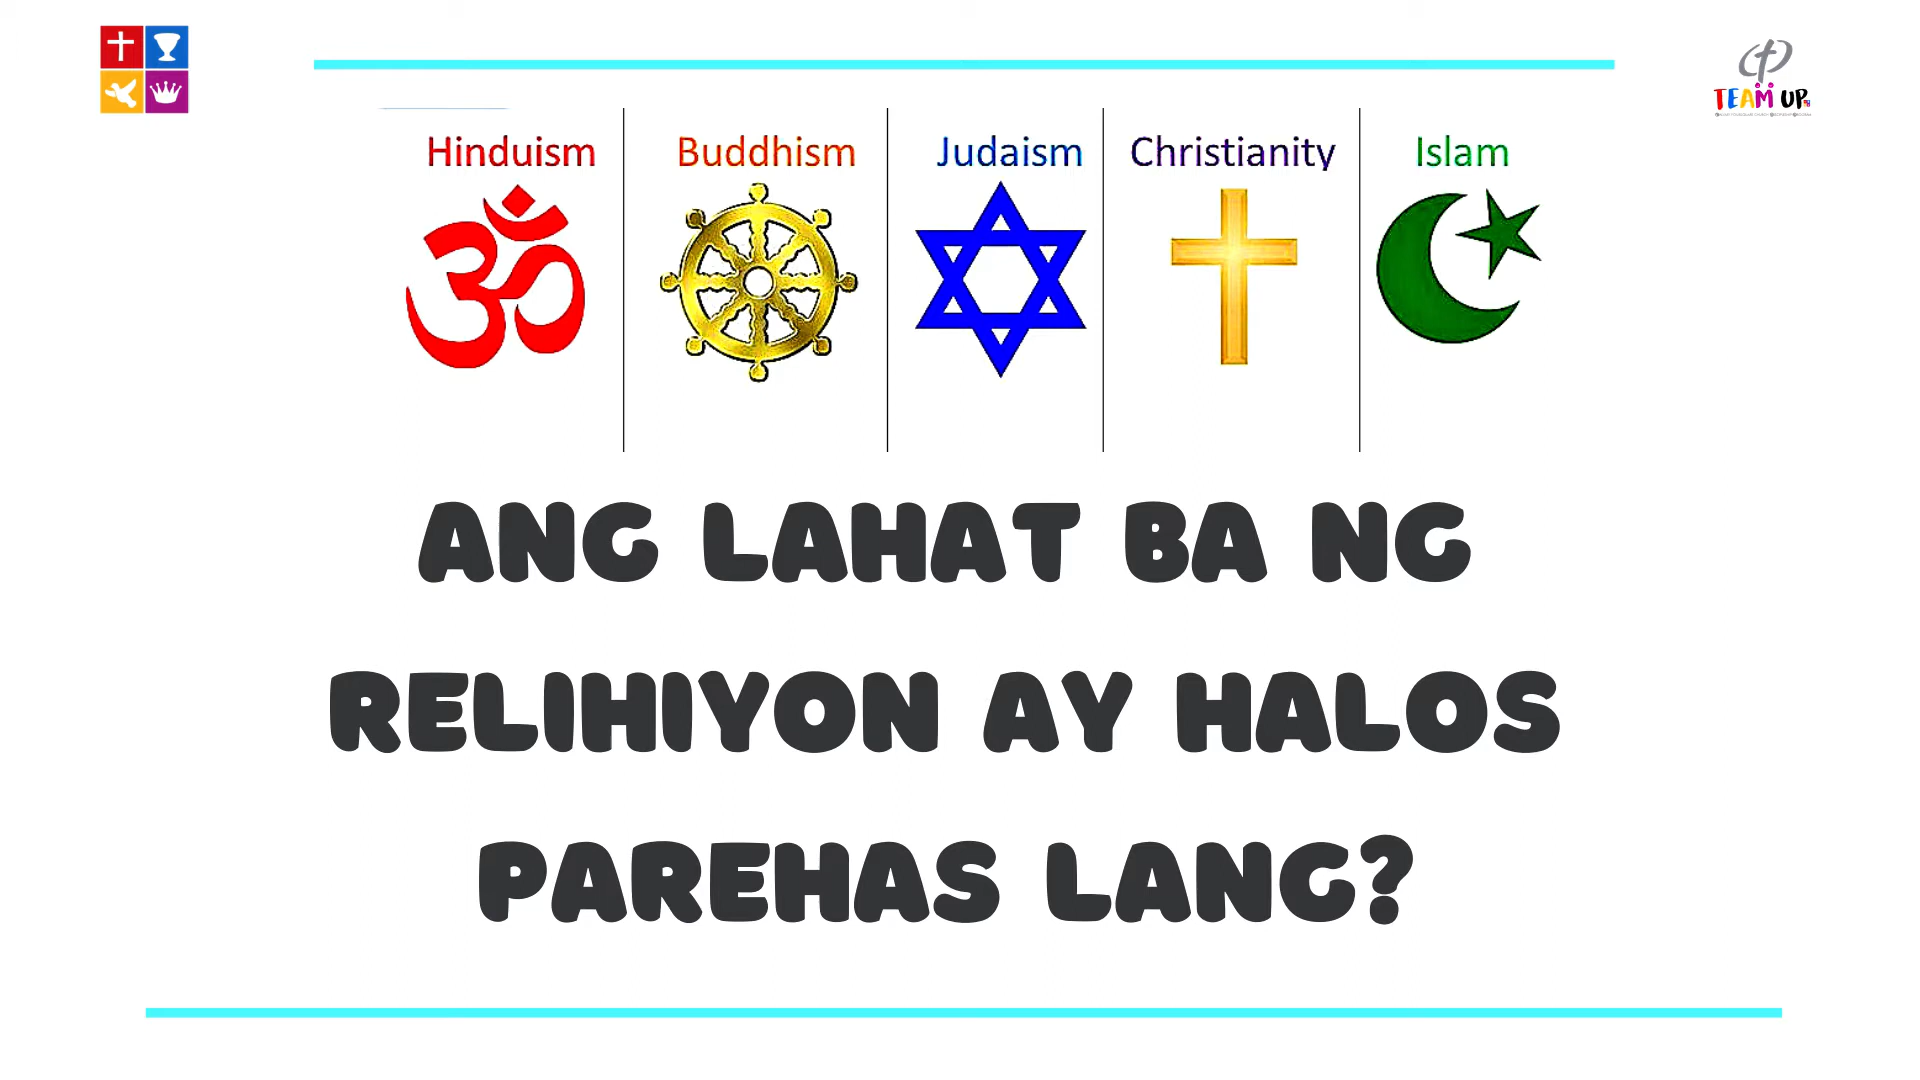 Hinduism Buddhism Judaism Christianity Islam
TEAM UP
ANG LAHAT BA NG
RELIHIYON AY HALOS
PAREHAS LANG?